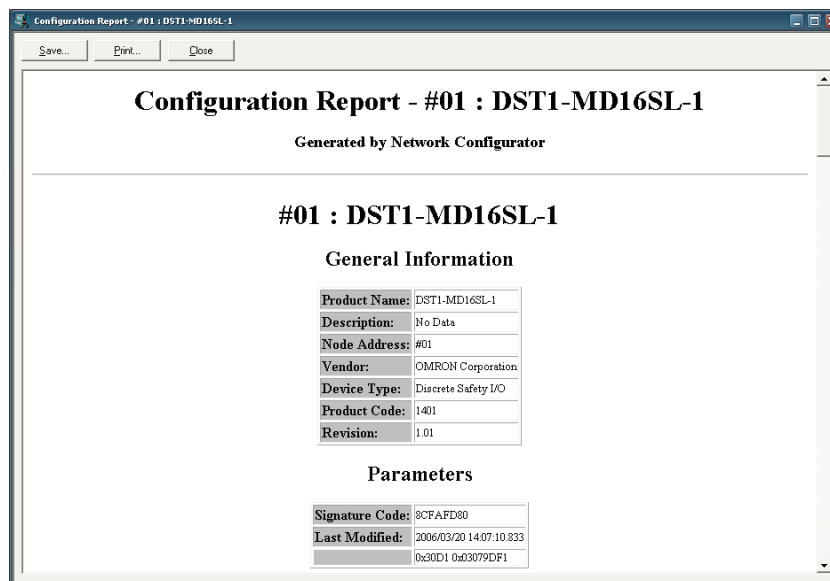 Configuration Report - #01 : DST1-MD16SL-1
Save... Print... Close
Configuration Report - #01 : DST1-MD16SL-1
Generated by Network Configurator
#01 : DST1-MD16SL-1
General Information
Product Name: DST1-MD16SL-1
Description: No Data
Node Address: #01
Vendor: OMRON Corporation
Device Type: Discrete Safety I/O
Product Code: 1401
Revision: 1.01
Parameters
Signature Code: 8CFAFD80
Last Modified: 2006/03/20 14:07:10.833
0x30D1 0x03079DF1